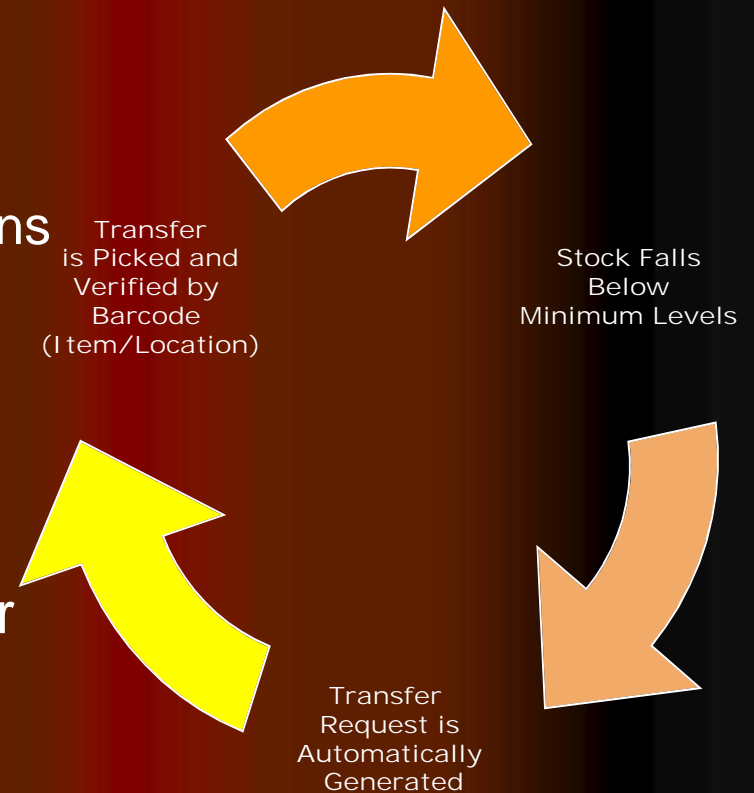 ns
Transfer
is Picked and
Verified by
Barcode
(Item/Location)
Stock Falls
Below
Minimum Levels
r
Transfer
Request is
Automatically
Generated